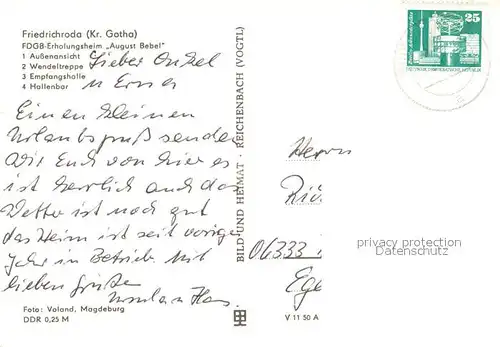 Friedrichroda (Kr. Gotha)
FDGB-Erholungsheim „August Bebel"
1 Außenansicht
2 Wendeltreppe
3 Empfangshalle
4 Hallenbar
Lieber Onkel
u Erna
Einen kleinen
Urlaubsgruß senden
Wir Euch von hier es
ist herrlich auch das
Wetter ist noch gut
das Heim ist seit voriges
Jahr in Betrieb Mit
lieben Grüßen
Foto: Voland, Magdeburg
DDR 0,25 M
BILD UND HEIMAT · REICHENBACH (VOGTL)
25
Herrn
06333
V 11 50 A
privacy protection
Datenschutz